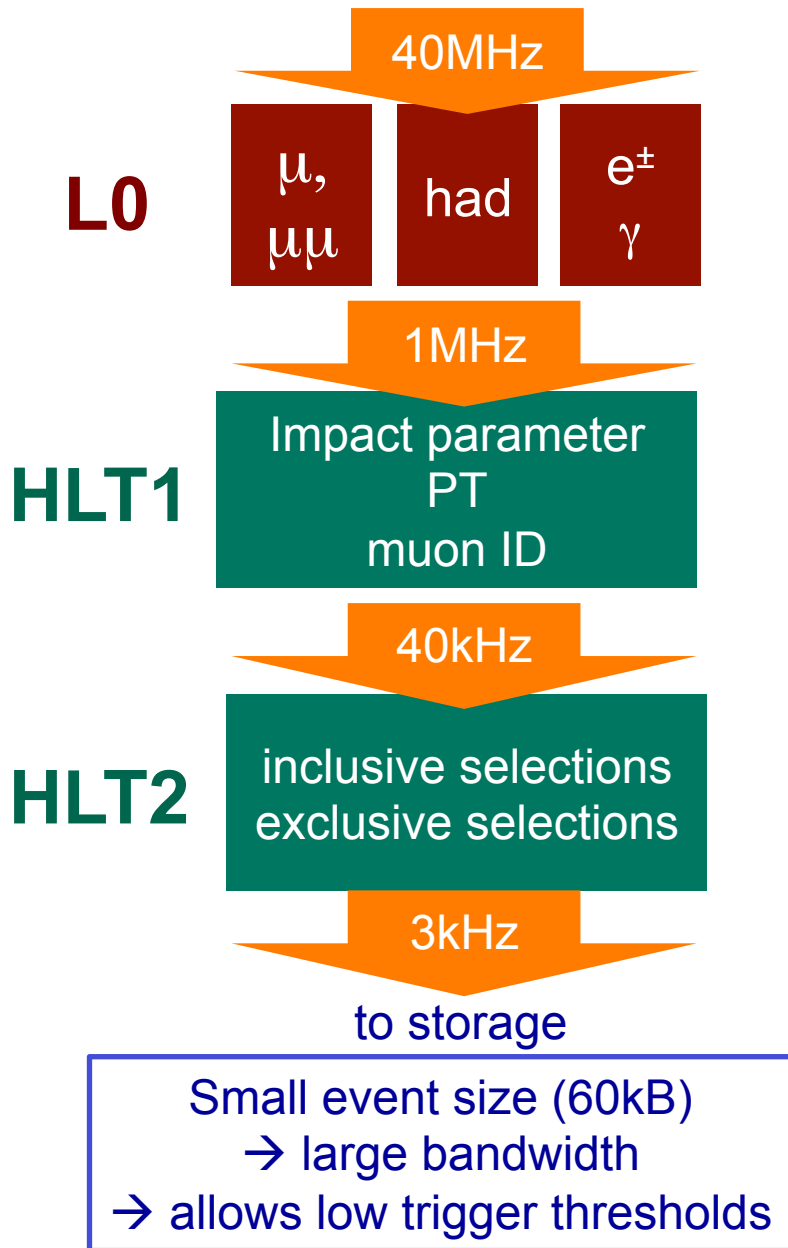 40MHz
L0
μ,
μμ
had
e±
γ
1MHz
HLT1
Impact parameter
PT
muon ID
40kHz
HLT2
inclusive selections
exclusive selections
3kHz
to storage
Small event size (60kB)
→ large bandwidth
→ allows low trigger thresholds